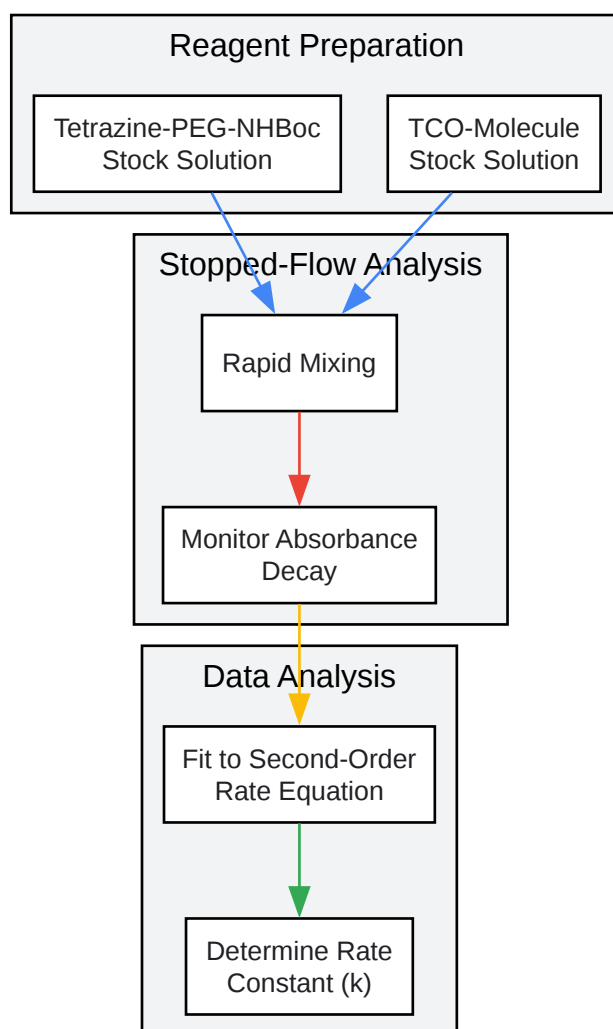 Reagent Preparation
Tetrazine-PEG-NHBoc
Stock Solution
TCO-Molecule
Stock Solution
Stopped-Flow Analysis
Rapid Mixing
Monitor Absorbance
Decay
Data Analysis
Fit to Second-Order
Rate Equation
Determine Rate
Constant (k)